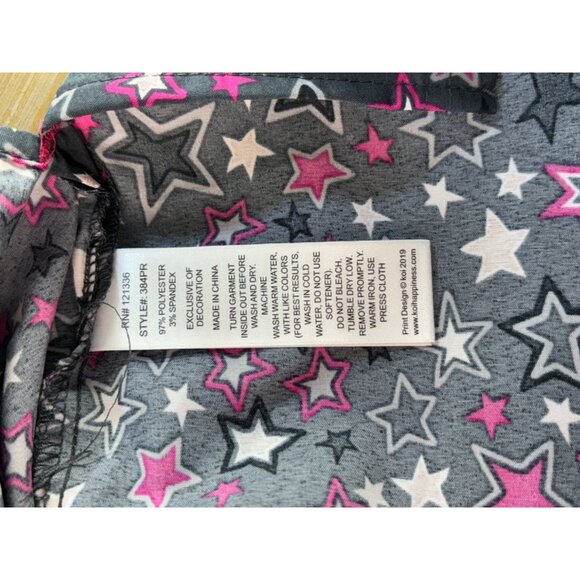 RN# 121336
STYLE#: 384PR
97% POLYESTER
3% SPANDEX
EXCLUSIVE OF
DECORATION
MADE IN CHINA
TURN GARMENT
INSIDE OUT BEFORE
WASH AND DRY.
MACHINE
WASH WARM WATER,
WITH LIKE COLORS
(FOR BEST RESULTS,
WASH IN COLD
WATER, DO NOT USE
SOFTENER).
DO NOT BLEACH.
TUMBLE DRY LOW.
REMOVE PROMPTLY.
WARM IRON, USE
PRESS CLOTH
Print Design © koi 2019
www.koihappiness.com